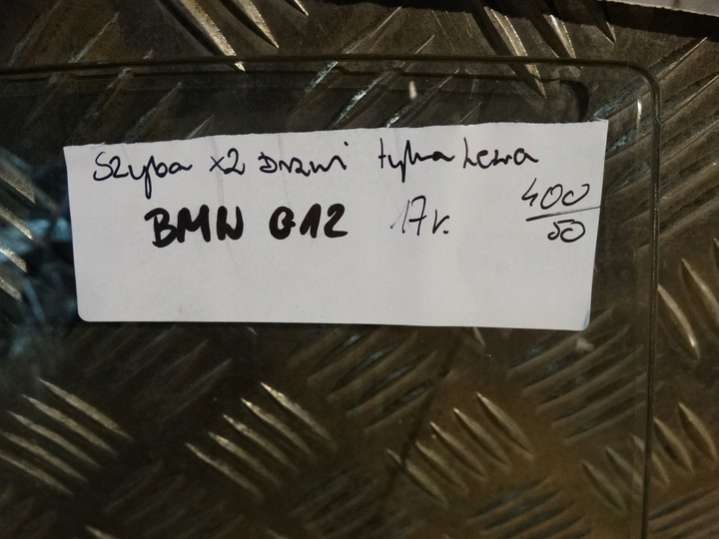 Szyba x2 Drzwi tylna Lewa
BMW G12 17r. 400/50